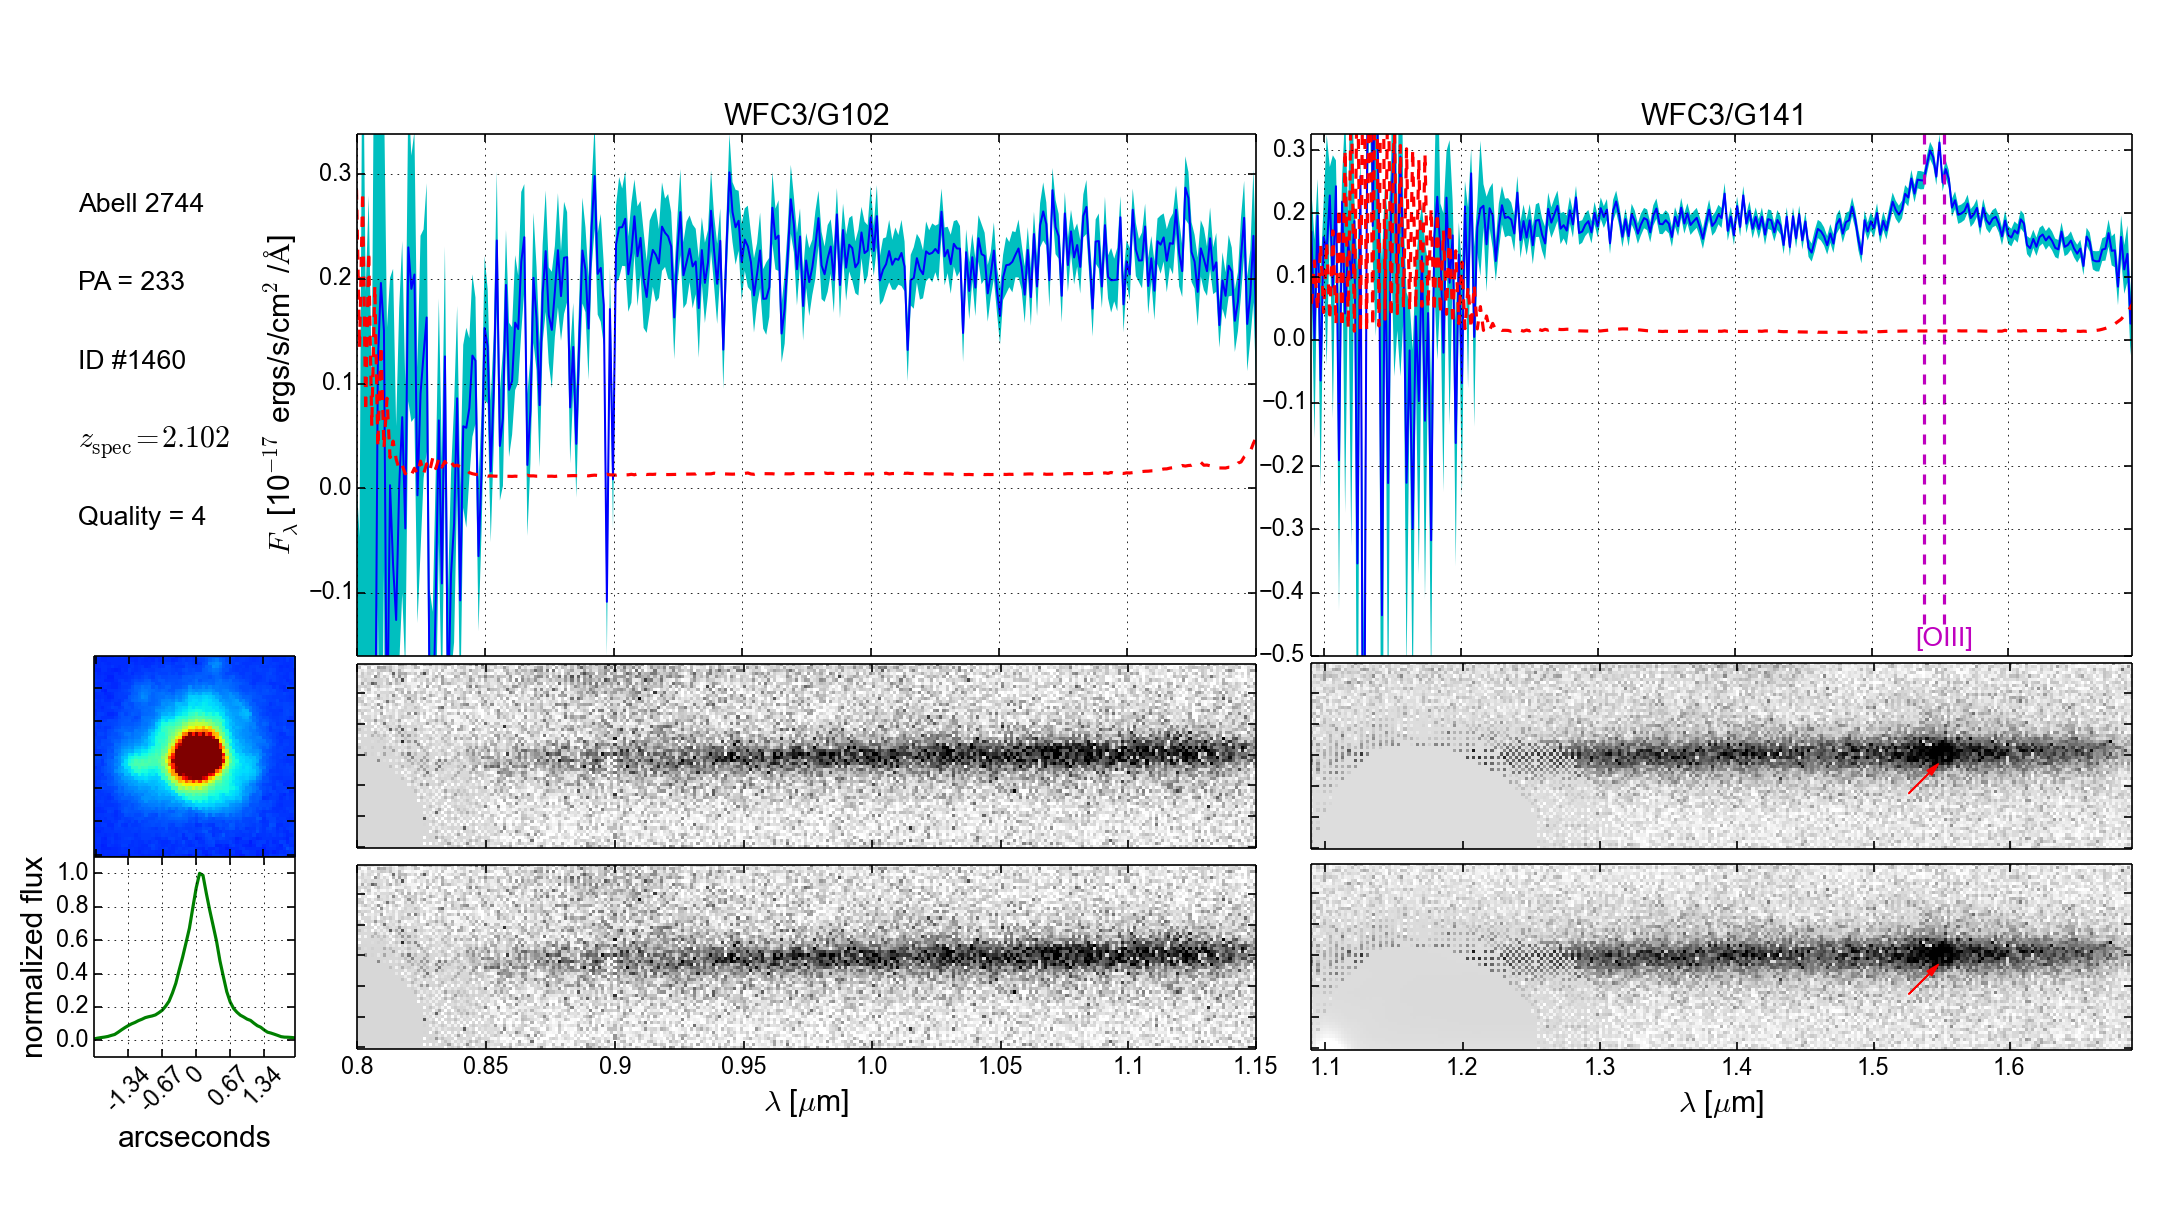 WFC3/G102
WFC3/G141
Abell 2744
PA = 233
ID #1460
z_spec = 2.102
Quality = 4
F_λ [10^−17 ergs/s/cm^2 /Å]
0.3
0.2
0.1
0.0
−0.1
0.3
0.2
0.1
0.0
−0.1
−0.2
−0.3
−0.4
−0.5
[OIII]
normalized flux
1.0
0.8
0.6
0.4
0.2
0.0
-1.34 -0.67 0 0.67 1.34
arcseconds
0.8 0.85 0.9 0.95 1.0 1.05 1.1 1.15
λ [μm]
1.1 1.2 1.3 1.4 1.5 1.6
λ [μm]